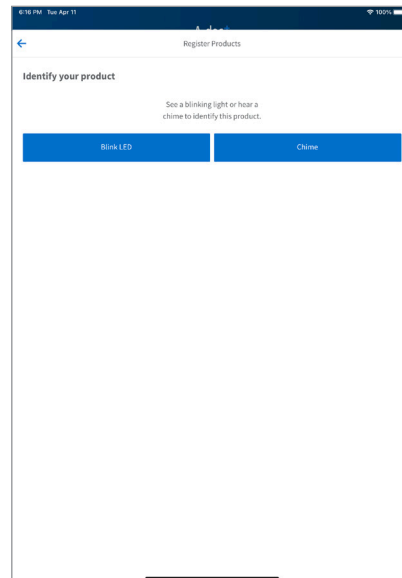 6:16 PM Tue Apr 11
100%
Register Products
Identify your product
See a blinking light or hear a
chime to identify this product.
Blink LED
Chime